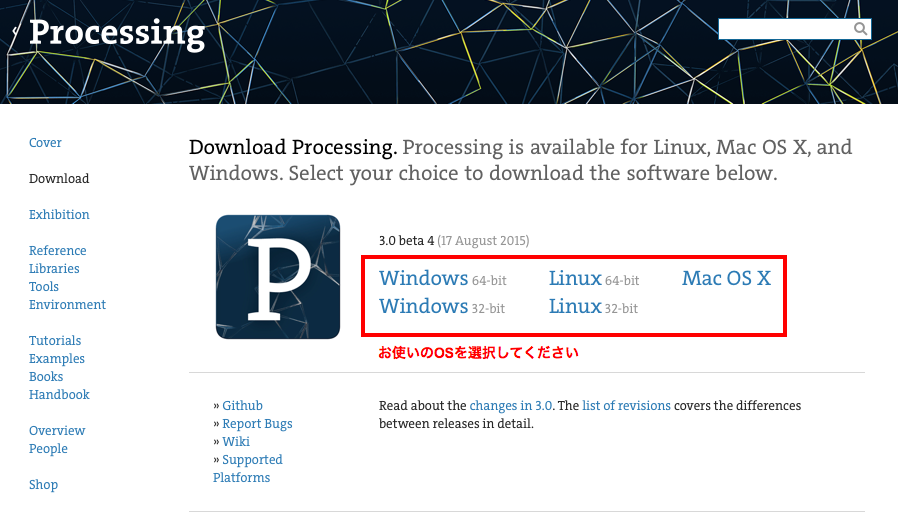 Processing
Cover
Download
Exhibition
Reference
Libraries
Tools
Environment
Tutorials
Examples
Books
Handbook
Overview
People
Shop
Download Processing. Processing is available for Linux, Mac OS X, and
Windows. Select your choice to download the software below.
P
3.0 beta 4 (17 August 2015)
Windows 64-bit Linux 64-bit Mac OS X
Windows 32-bit Linux 32-bit
お使いのOSを選択してください
» Github
» Report Bugs
» Wiki
» Supported
Platforms
Read about the changes in 3.0. The list of revisions covers the differences
between releases in detail.